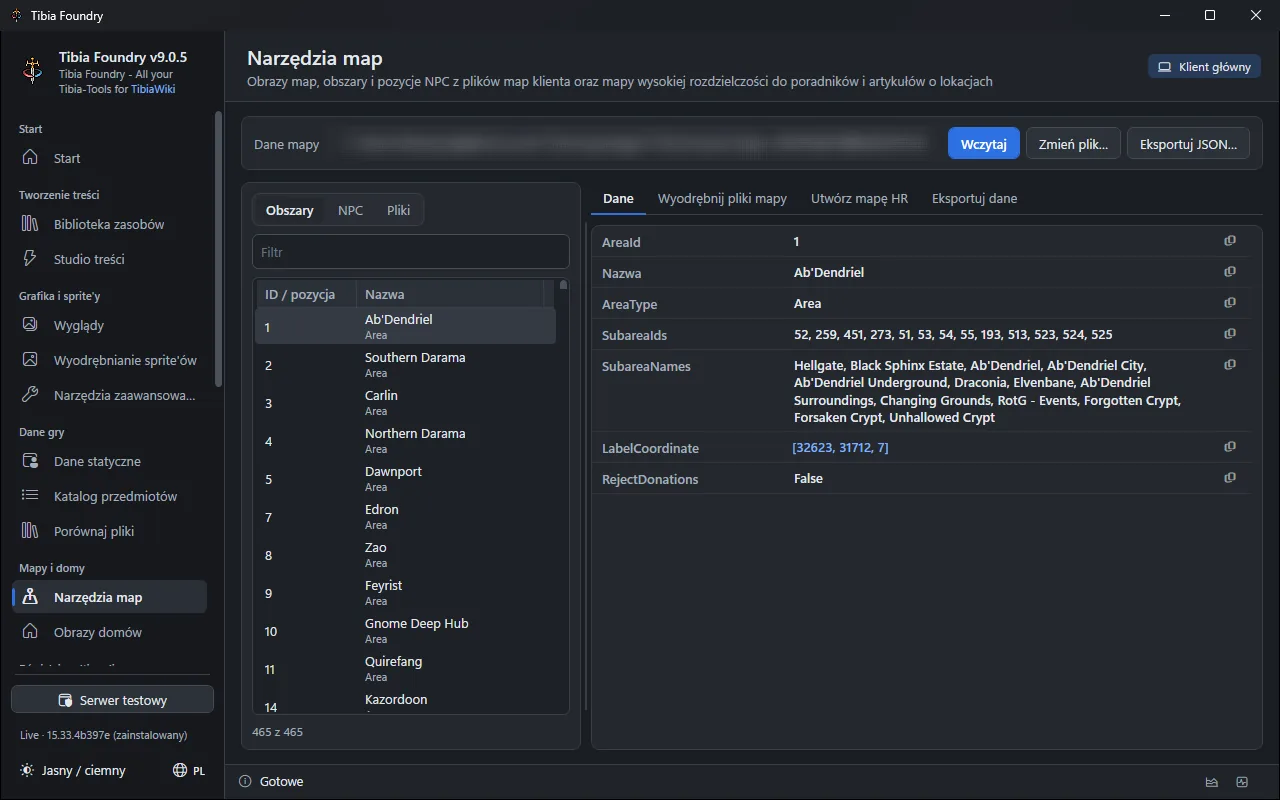 Tibia Foundry
Tibia Foundry v9.0.5
Tibia Foundry - All your
Tibia-Tools for TibiaWiki
Start
Start
Tworzenie treści
Biblioteka zasobów
Studio treści
Grafika i sprite'y
Wyglądy
Wyodrębnianie sprite'ów
Narzędzia zaawansowa...
Dane gry
Dane statyczne
Katalog przedmiotów
Porównaj pliki
Mapy i domy
Narzędzia map
Obrazy domów
Serwer testowy
Live · 15.33.4b397e (zainstalowany)
Jasny / ciemny
PL
Narzędzia map
Obrazy map, obszary i pozycje NPC z plików map klienta oraz mapy wysokiej rozdzielczości do poradników i artykułów o lokacjach
Klient główny
Dane mapy
Wczytaj
Zmień plik...
Eksportuj JSON...
Obszary
NPC
Pliki
Filtr
ID / pozycja
Nazwa
1
Ab'Dendriel
Area
2
Southern Darama
Area
3
Carlin
Area
4
Northern Darama
Area
5
Dawnport
Area
7
Edron
Area
8
Zao
Area
9
Feyrist
Area
10
Gnome Deep Hub
Area
11
Quirefang
Area
14
Kazordoon
465 z 465
Dane
Wyodrębnij pliki mapy
Utwórz mapę HR
Eksportuj dane
AreaId
1
Nazwa
Ab'Dendriel
AreaType
Area
SubareaIds
52, 259, 451, 273, 51, 53, 54, 55, 193, 513, 523, 524, 525
SubareaNames
Hellgate, Black Sphinx Estate, Ab'Dendriel, Ab'Dendriel City,
Ab'Dendriel Underground, Draconia, Elvenbane, Ab'Dendriel
Surroundings, Changing Grounds, RotG - Events, Forgotten Crypt,
Forsaken Crypt, Unhallowed Crypt
LabelCoordinate
[32623, 31712, 7]
RejectDonations
False
Gotowe